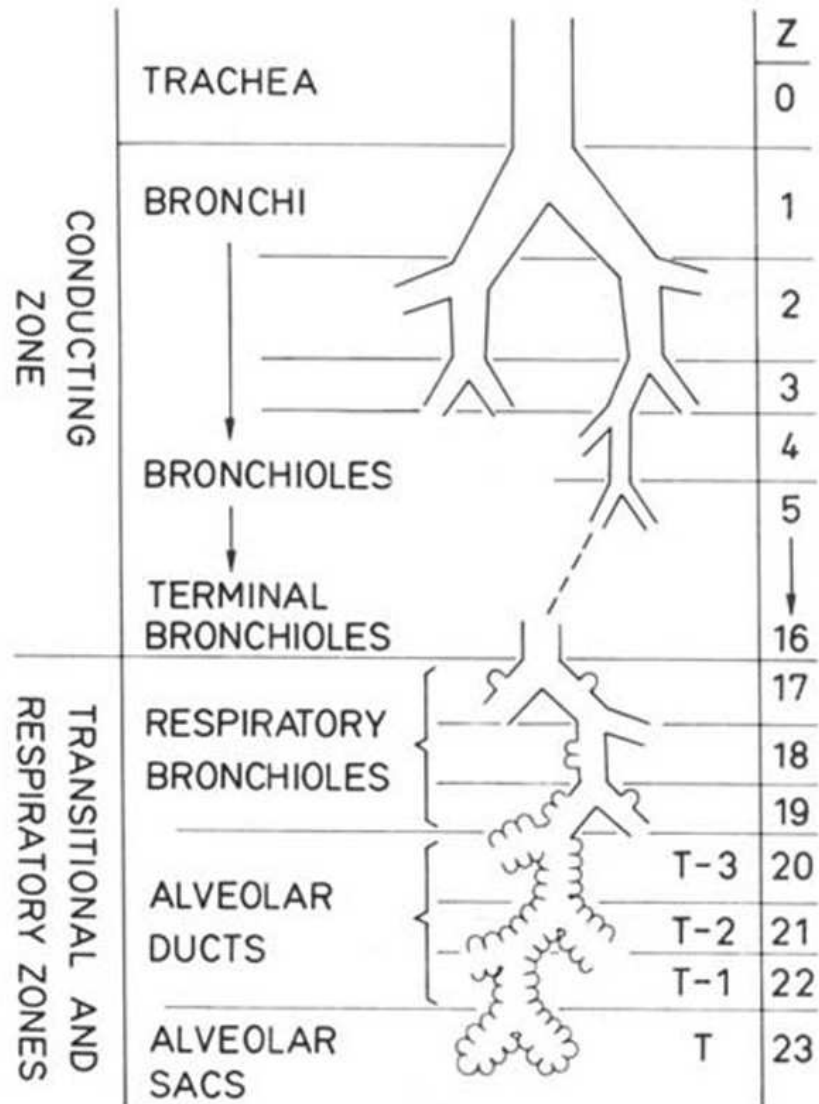 Z
TRACHEA
0
BRONCHI
1
2
3
4
BRONCHIOLES
5
TERMINAL
BRONCHIOLES
16
CONDUCTING
ZONE
17
RESPIRATORY
BRONCHIOLES
18
19
T-3 20
ALVEOLAR
DUCTS
T-2 21
T-1 22
ALVEOLAR
SACS
T 23
TRANSITIONAL AND
RESPIRATORY ZONES